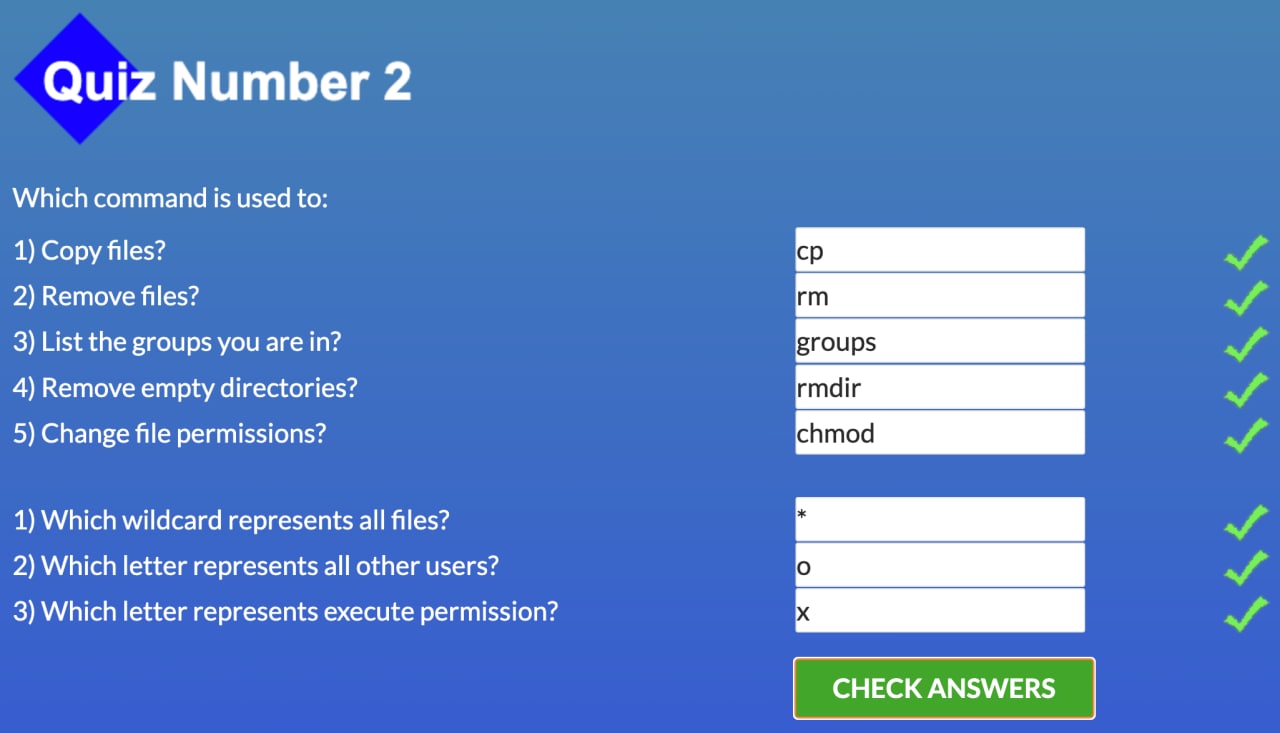 Quiz Number 2
Which command is used to:
1) Copy files? cp
2) Remove files? rm
3) List the groups you are in? groups
4) Remove empty directories? rmdir
5) Change file permissions? chmod
1) Which wildcard represents all files? *
2) Which letter represents all other users? o
3) Which letter represents execute permission? x
CHECK ANSWERS